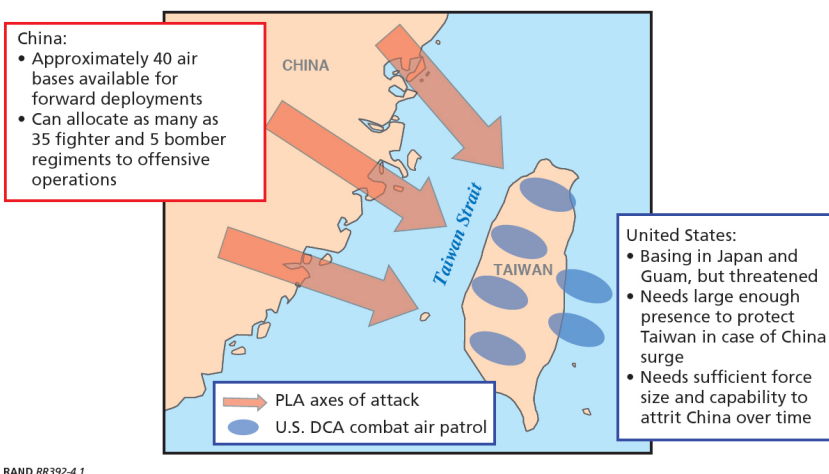 China:
• Approximately 40 air
bases available for
forward deployments
• Can allocate as many as
35 fighter and 5 bomber
regiments to offensive
operations
CHINA
Taiwan Strait
TAIWAN
United States:
• Basing in Japan and
Guam, but threatened
• Needs large enough
presence to protect
Taiwan in case of China
surge
• Needs sufficient force
size and capability to
attrit China over time
PLA axes of attack
U.S. DCA combat air patrol
RAND RR392-4.1